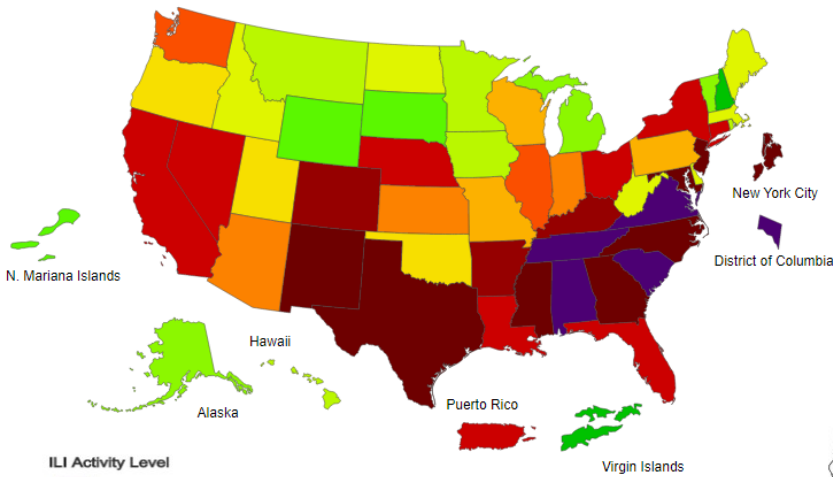 New York City
District of Columbia
N. Mariana Islands
Hawaii
Alaska
Puerto Rico
Virgin Islands
ILI Activity Level